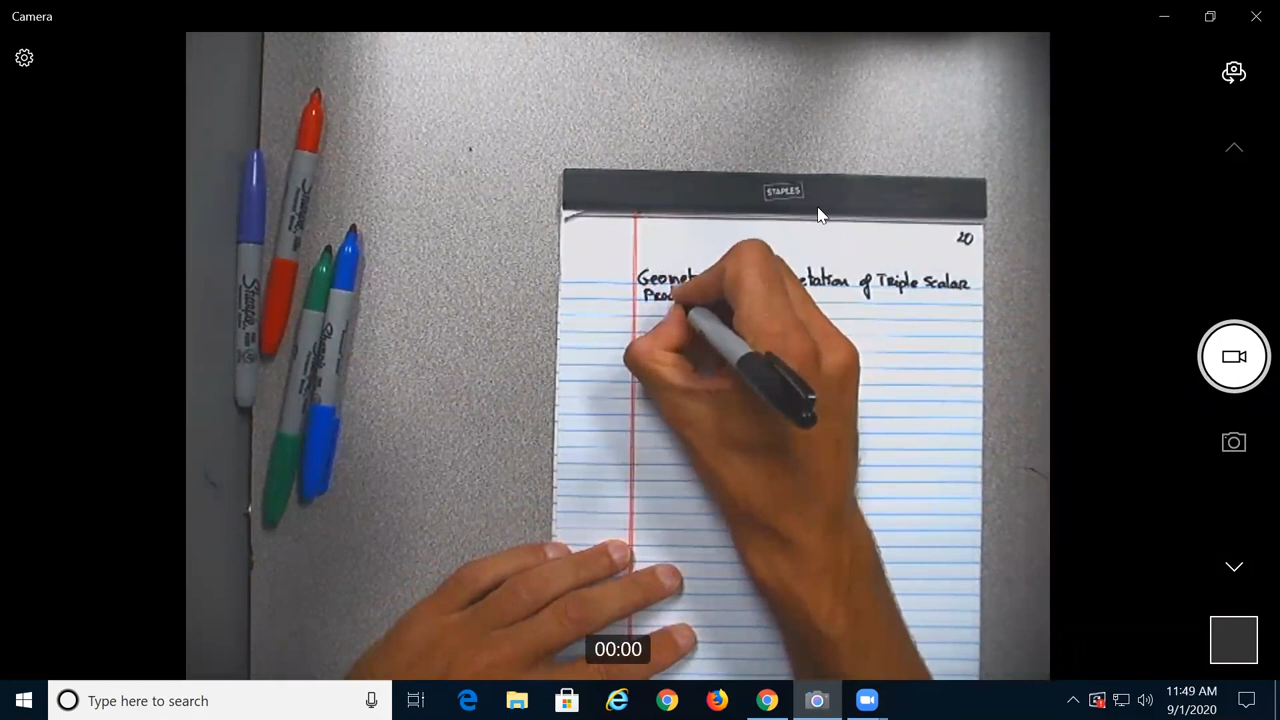 Camera
STAPLES
20
of Triple Scalar
00:00
Type here to search
11:49 AM
9/1/2020